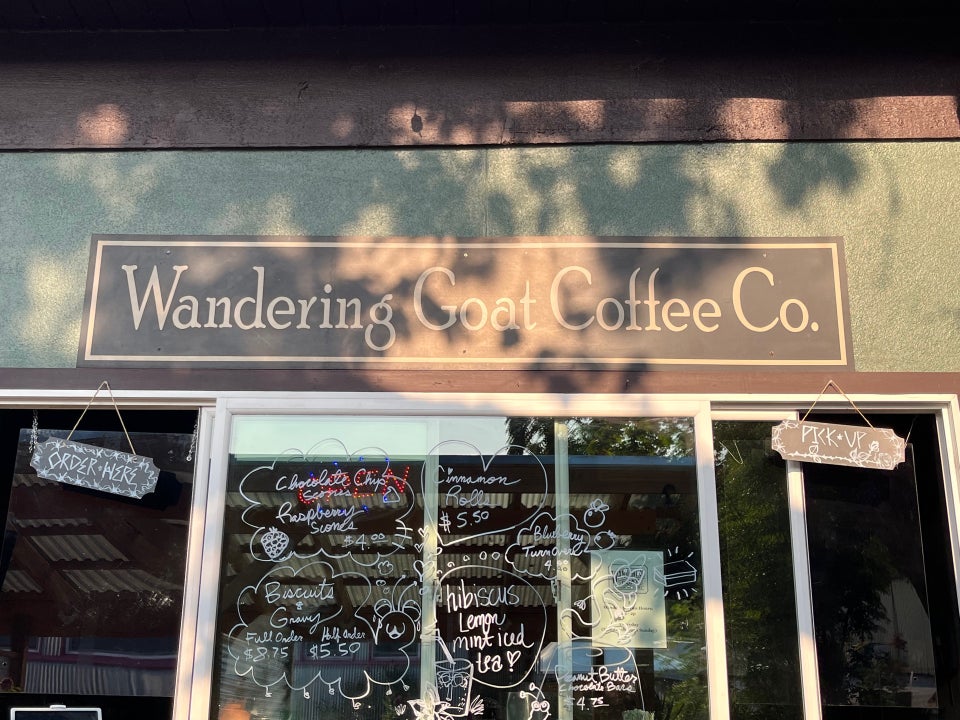 Wandering Goat Coffee Co.
ORDER HERE
PICK-UP
OPEN
Chocolate Chip
Scones
Raspberry
Scones
$4.00
Cinnamon
Rolls
$5.50
Blueberry
Turnover
Biscuits
&
Gravy
Full Order Half Order
$8.75 $5.50
hibiscus
Lemon
mint iced
tea!
Peanut Butter
Chocolate Bars
$4.75